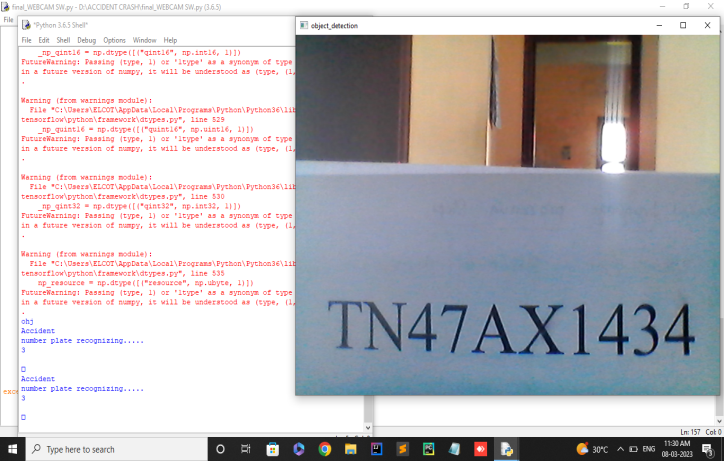 final_WEBCAM SW.py - D:\ACCIDENT CRASH\final_WEBCAM SW.py (3.6.5)
File
*Python 3.6.5 Shell*
File Edit Shell Debug Options Window Help
_np_qint16 = np.dtype([("qint16", np.int16, 1)])
FutureWarning: Passing (type, 1) or '1type' as a synonym of type
in a future version of numpy, it will be understood as (type, (1,
.
Warning (from warnings module):
File "C:\Users\ELCOT\AppData\Local\Programs\Python\Python36\lib
tensorflow\python\framework\dtypes.py", line 529
_np_quint16 = np.dtype([("quint16", np.uint16, 1)])
FutureWarning: Passing (type, 1) or '1type' as a synonym of type
in a future version of numpy, it will be understood as (type, (1,
.
Warning (from warnings module):
File "C:\Users\ELCOT\AppData\Local\Programs\Python\Python36\lib
tensorflow\python\framework\dtypes.py", line 530
_np_qint32 = np.dtype([("qint32", np.int32, 1)])
FutureWarning: Passing (type, 1) or '1type' as a synonym of type
in a future version of numpy, it will be understood as (type, (1,
.
Warning (from warnings module):
File "C:\Users\ELCOT\AppData\Local\Programs\Python\Python36\lib
tensorflow\python\framework\dtypes.py", line 535
np_resource = np.dtype([("resource", np.ubyte, 1)])
FutureWarning: Passing (type, 1) or '1type' as a synonym of type
in a future version of numpy, it will be understood as (type, (1,
.
ohj
Accident
number plate recognizing.....
3
Accident
number plate recognizing.....
3
object_detection
TN47AX1434
Ln: 157 Col: 0
Type here to search
30°C
ENG
11:30 AM
08-03-2023
3